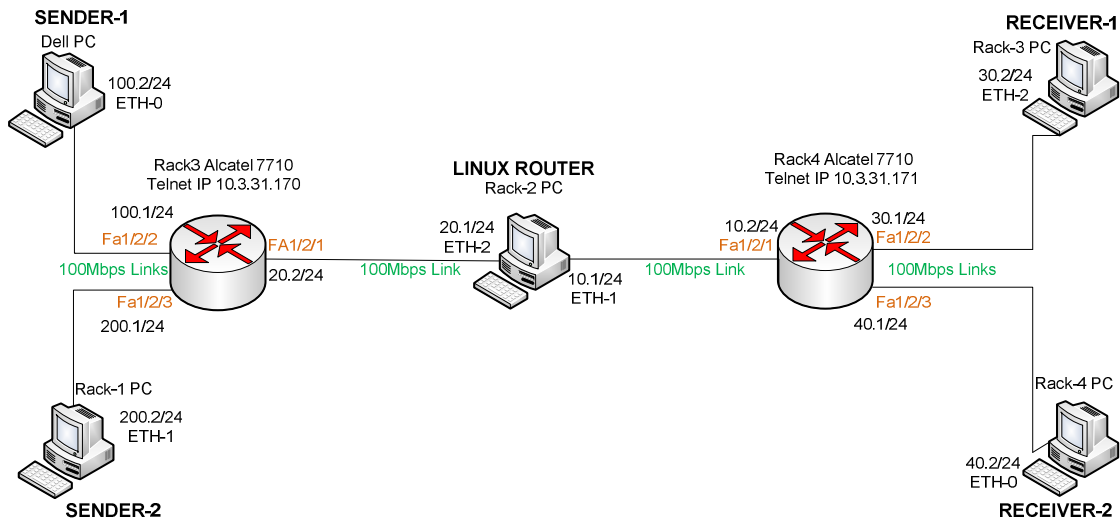 SENDER-1
Dell PC
100.2/24
ETH-0
RECEIVER-1
Rack-3 PC
30.2/24
ETH-2
Rack3 Alcatel 7710
Telnet IP 10.3.31.170
LINUX ROUTER
Rack-2 PC
Rack4 Alcatel 7710
Telnet IP 10.3.31.171
100.1/24
Fa1/2/2
FA1/2/1
20.2/24
100Mbps Links
Fa1/2/3
200.1/24
100Mbps Link
20.1/24
ETH-2
10.1/24
ETH-1
100Mbps Link
10.2/24
Fa1/2/1
30.1/24
Fa1/2/2
100Mbps Links
Fa1/2/3
40.1/24
Rack-1 PC
200.2/24
ETH-1
SENDER-2
Rack-4 PC
40.2/24
ETH-0
RECEIVER-2